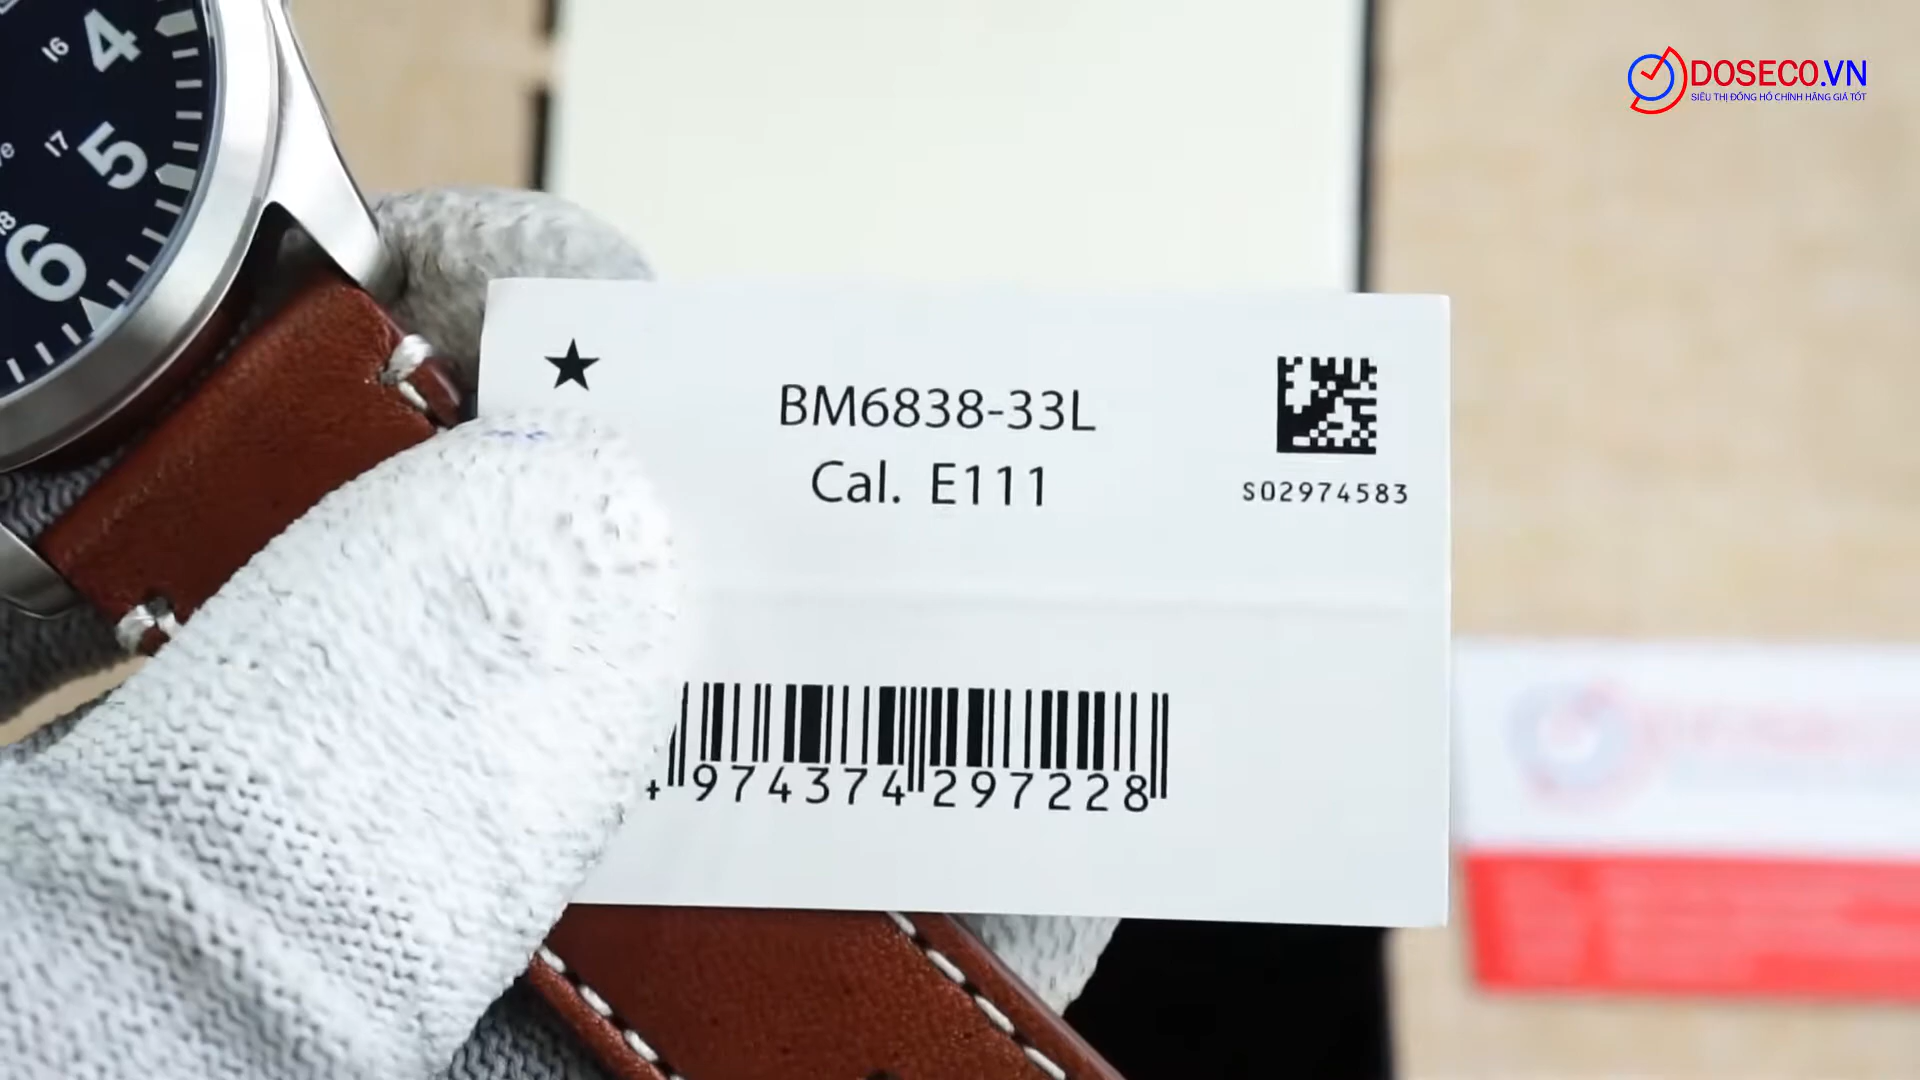 DOSECO.VN
SIÊU THỊ ĐỒNG HỒ CHÍNH HÃNG GIÁ TỐT
4
16
5
17
6
18
★
BM6838-33L
Cal. E111
S02974583
974374 297228